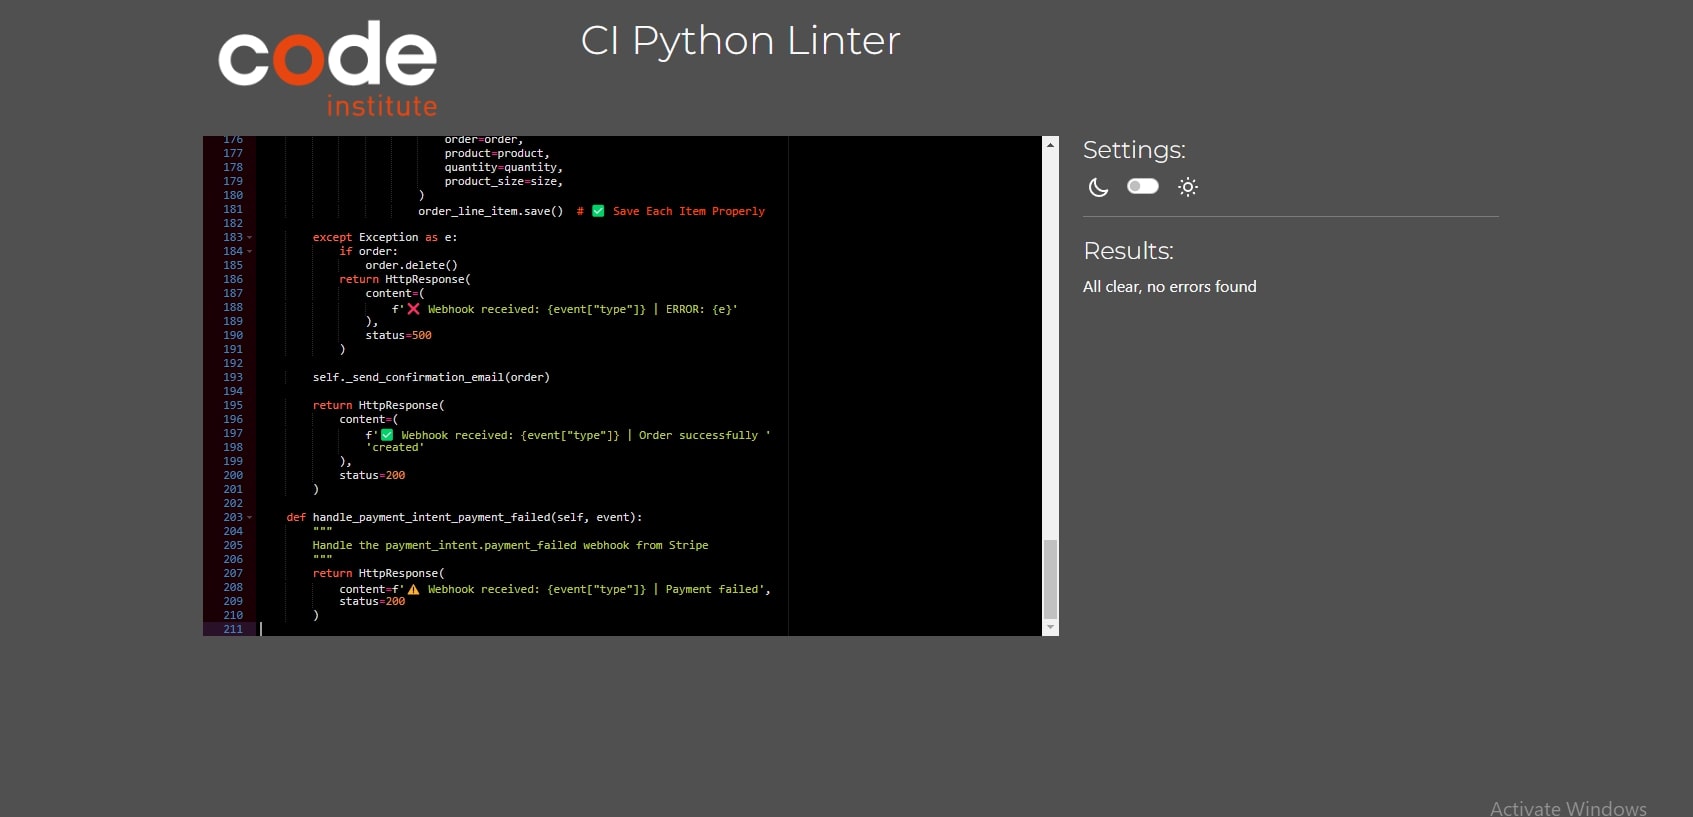 code
institute
CI Python Linter
176 order=order,
177 product=product,
178 quantity=quantity,
179 product_size=size,
180 )
181 order_line_item.save()  # ✅ Save Each Item Properly
182
183 except Exception as e:
184 if order:
185 order.delete()
186 return HttpResponse(
187 content=(
188 f'❌ Webhook received: {event["type"]} | ERROR: {e}'
189 ),
190 status=500
191 )
192
193 self._send_confirmation_email(order)
194
195 return HttpResponse(
196 content=(
197 f'✅ Webhook received: {event["type"]} | Order successfully '
198 'created'
199 ),
200 status=200
201 )
202
203 def handle_payment_intent_payment_failed(self, event):
204 """
205 Handle the payment_intent.payment_failed webhook from Stripe
206 """
207 return HttpResponse(
208 content=f'⚠️ Webhook received: {event["type"]} | Payment failed',
209 status=200
210 )
211
Settings:
Results:
All clear, no errors found
Activate Windows